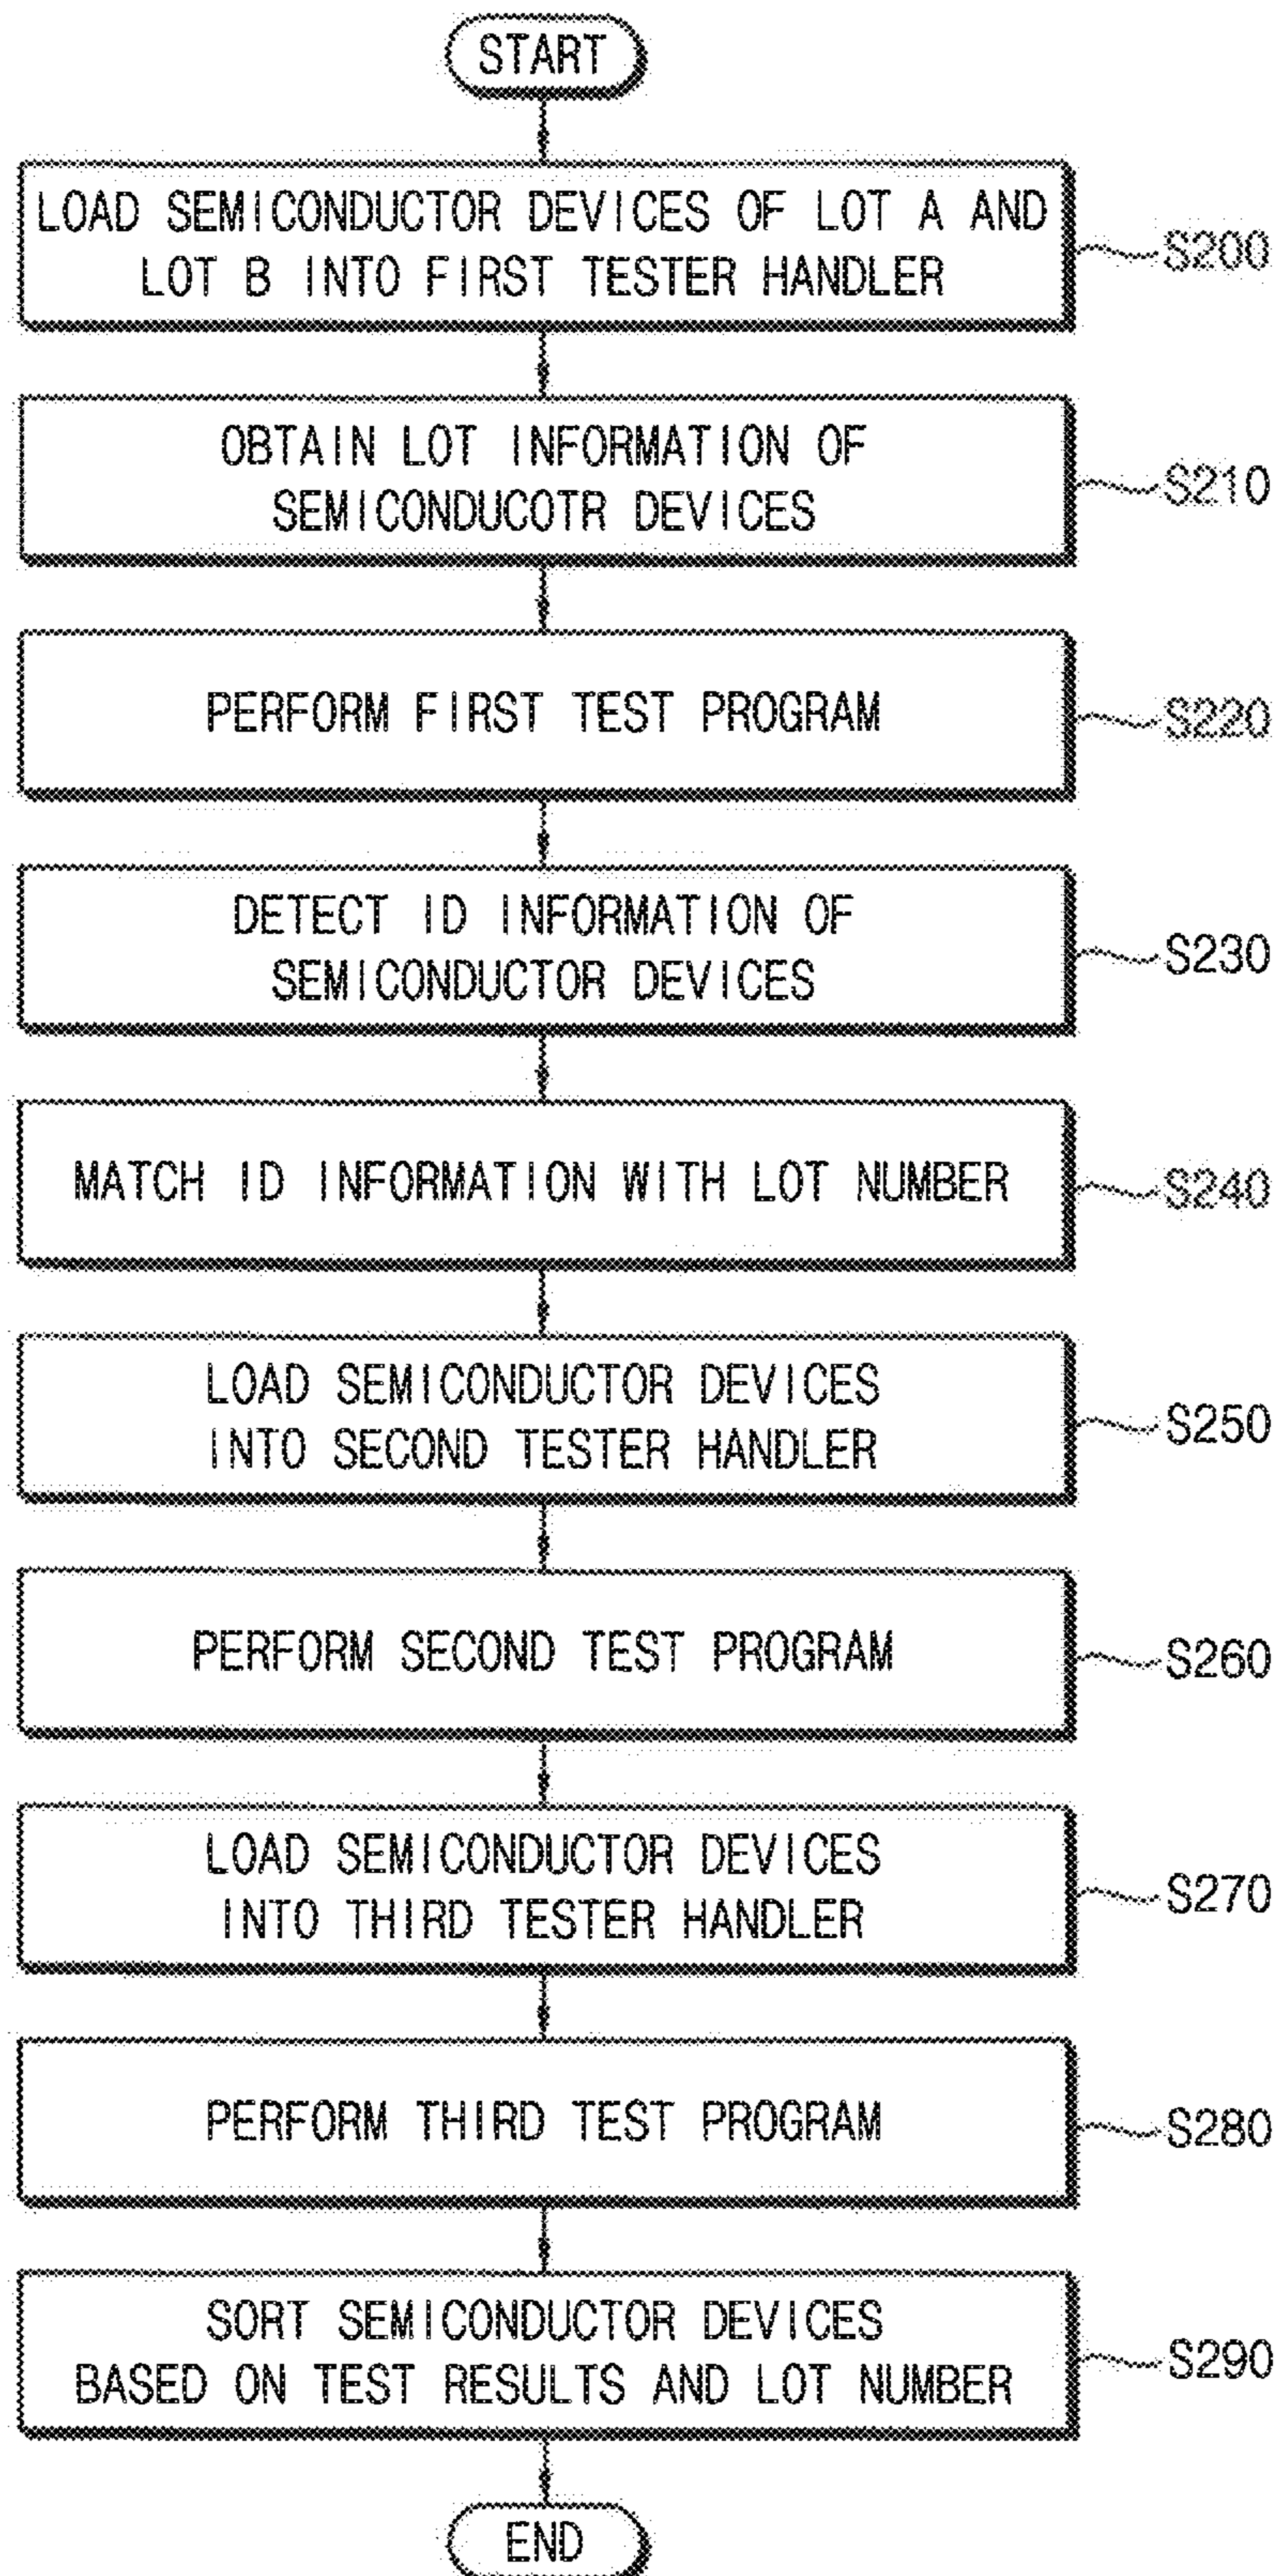 START
LOAD SEMICONDUCTOR DEVICES OF LOT A AND
LOT B INTO FIRST TESTER HANDLER
S200
OBTAIN LOT INFORMATION OF
SEMICONDUCOTR DEVICES
S210
PERFORM FIRST TEST PROGRAM
S220
DETECT ID INFORMATION OF
SEMICONDUCTOR DEVICES
S230
MATCH ID INFORMATION WITH LOT NUMBER
S240
LOAD SEMICONDUCTOR DEVICES
INTO SECOND TESTER HANDLER
S250
PERFORM SECOND TEST PROGRAM
S260
LOAD SEMICONDUCTOR DEVICES
INTO THIRD TESTER HANDLER
S270
PERFORM THIRD TEST PROGRAM
S280
SORT SEMICONDUCTOR DEVICES
BASED ON TEST RESULTS AND LOT NUMBER
S290
END